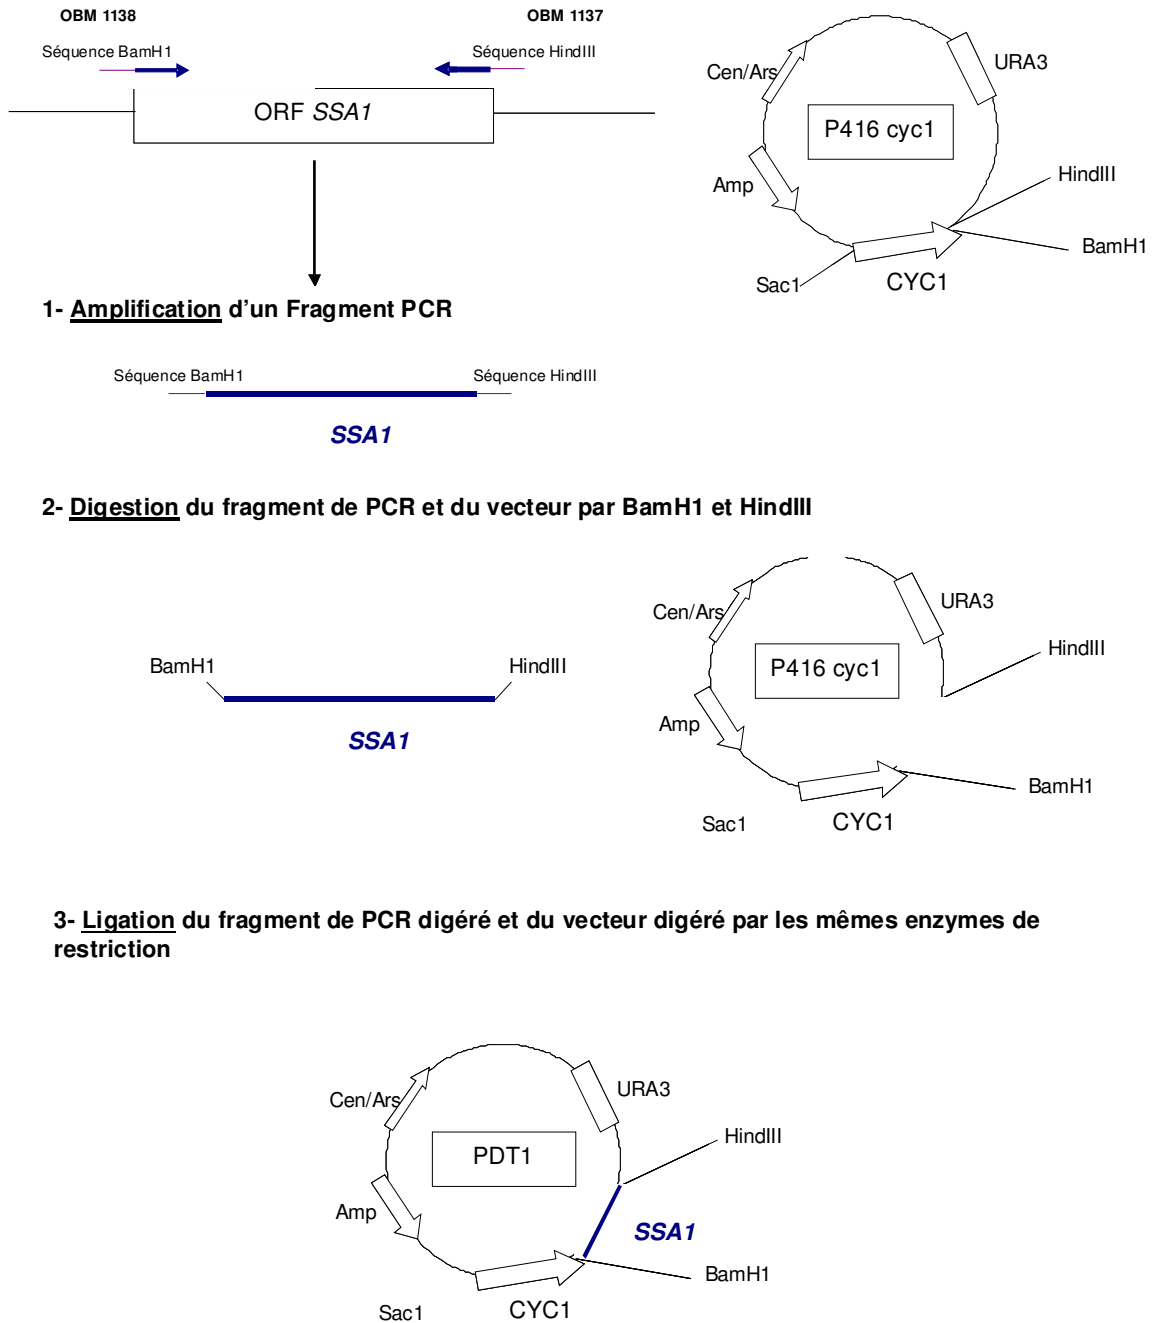 OBM 1138
OBM 1137
Séquence BamH1
Séquence HindIII
ORF SSA1
Cen/Ars
URA3
P416 cyc1
HindIII
Amp
BamH1
Sac1
CYC1
1- Amplification d'un Fragment PCR
Séquence BamH1
Séquence HindIII
SSA1
2- Digestion du fragment de PCR et du vecteur par BamH1 et HindIII
BamH1
HindIII
SSA1
Cen/Ars
URA3
HindIII
P416 cyc1
Amp
BamH1
Sac1
CYC1
3- Ligation du fragment de PCR digéré et du vecteur digéré par les mêmes enzymes de
restriction
Cen/Ars
URA3
HindIII
PDT1
Amp
SSA1
BamH1
Sac1
CYC1